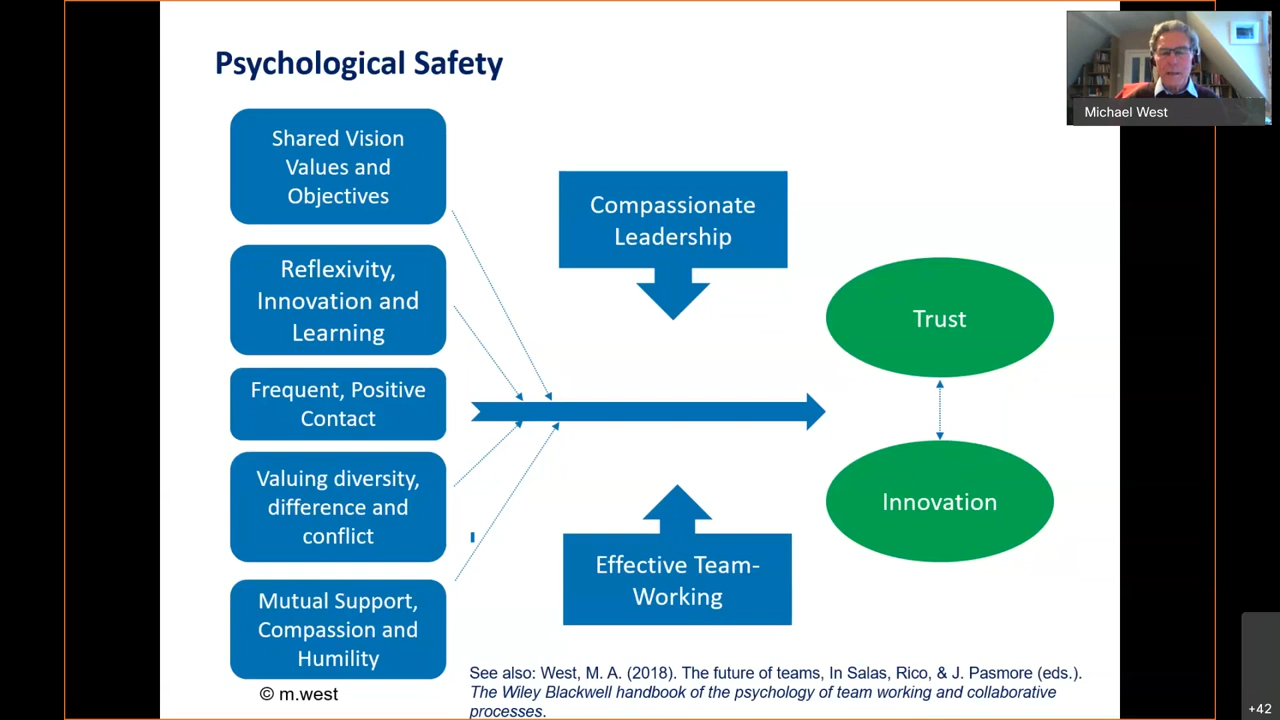 Psychological Safety
Michael West
Shared Vision
Values and
Objectives
Reflexivity,
Innovation and
Learning
Frequent, Positive
Contact
Valuing diversity,
difference and
conflict
Mutual Support,
Compassion and
Humility
Compassionate
Leadership
Effective Team-
Working
Trust
Innovation
© m.west
See also: West, M. A. (2018). The future of teams, In Salas, Rico, & J. Pasmore (eds.).
The Wiley Blackwell handbook of the psychology of team working and collaborative
processes.
+42